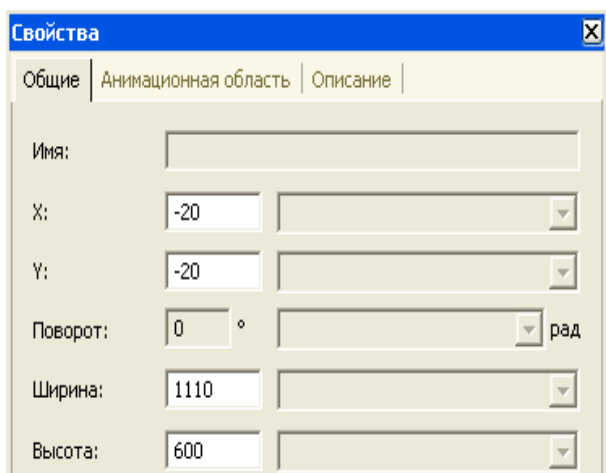 Свойства
Общие Анимационная область Описание
Имя:
X: -20
Y: -20
Поворот: 0 ° рад
Ширина: 1110
Высота: 600